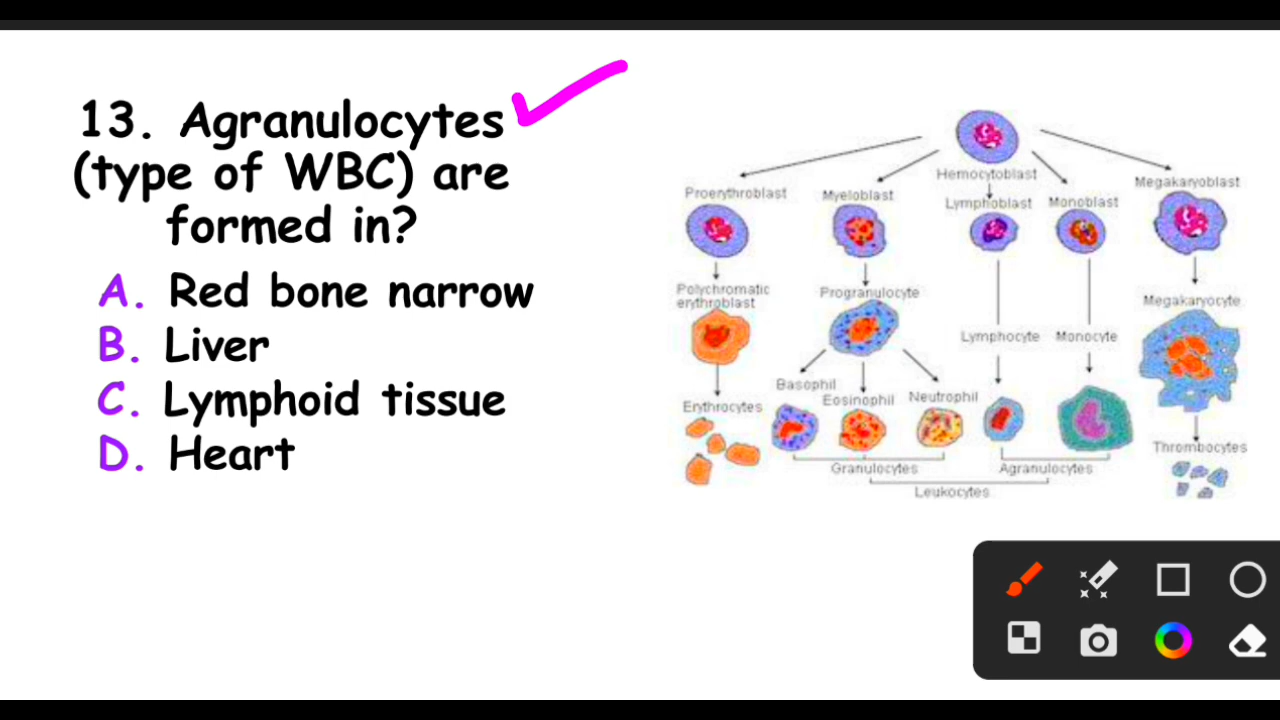 13. Agranulocytes
(type of WBC) are
formed in?
A. Red bone narrow
B. Liver
C. Lymphoid tissue
D. Heart
Hemocytoblast
Proerythroblast
Myeloblast
Lymphoblast
Monoblast
Megakaryoblast
Polychromatic
erythroblast
Progranulocyte
Megakaryocyte
Lymphocyte
Monocyte
Basophil
Eosinophil
Neutrophil
Erythrocytes
Thrombocytes
Granulocytes
Agranulocytes
Leukocytes